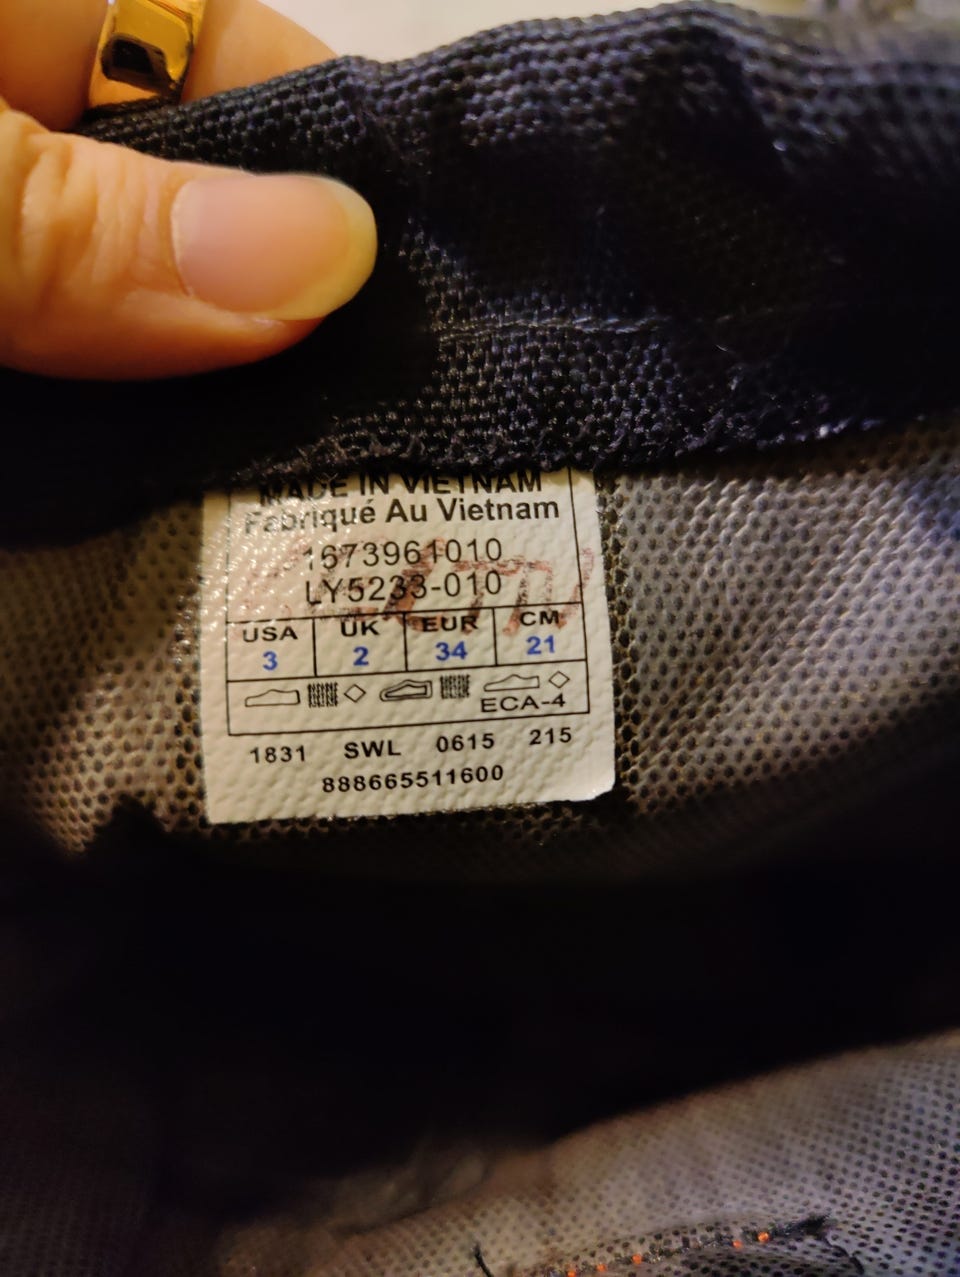 MADE IN VIETNAM
Fabriqué Au Vietnam
1673961010
LY5233-010
USA UK EUR CM
3 2 34 21
ECA-4
1831 SWL 0615 215
888665511600